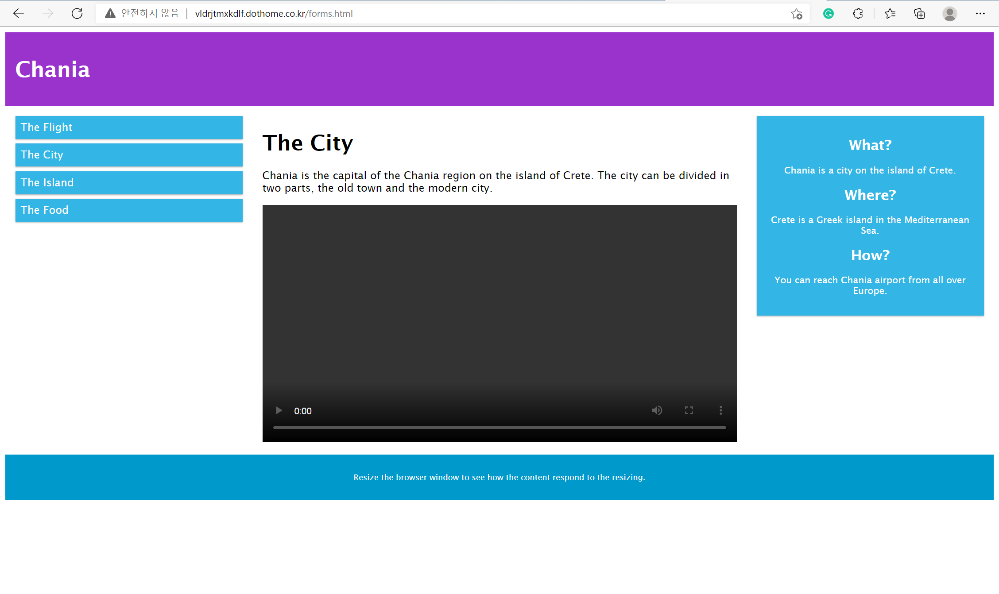 안전하지 않음 | vldrjtmxkdlf.dothome.co.kr/forms.html
Chania
The Flight
The City
The Island
The Food
The City
Chania is the capital of the Chania region on the island of Crete. The city can be divided in
two parts, the old town and the modern city.
0:00
What?
Chania is a city on the island of Crete.
Where?
Crete is a Greek island in the Mediterranean
Sea.
How?
You can reach Chania airport from all over
Europe.
Resize the browser window to see how the content respond to the resizing.